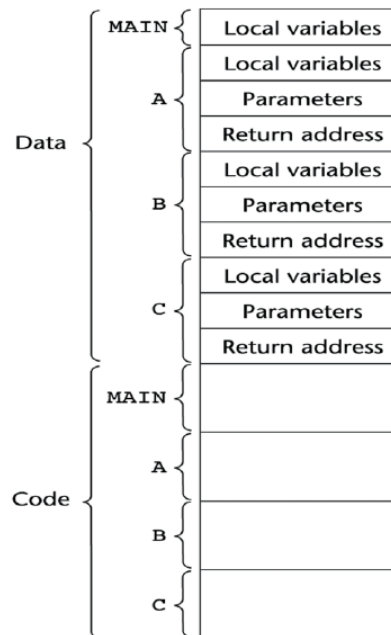 MAIN Local variables
Local variables
A Parameters
Return address
Data
Local variables
B Parameters
Return address
Local variables
C Parameters
Return address
MAIN
A
Code
B
C